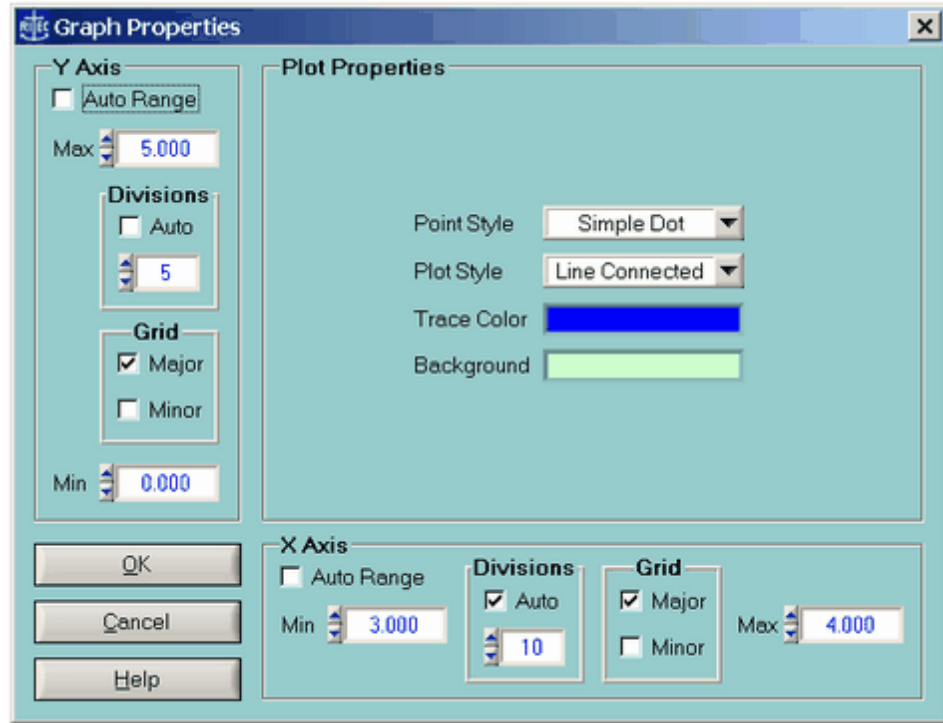 RITEC Graph Properties
Y Axis
Auto Range
Max 5.000
Divisions
Auto
5
Grid
Major
Minor
Min 0.000
Plot Properties
Point Style Simple Dot
Plot Style Line Connected
Trace Color
Background
OK
Cancel
Help
X Axis
Auto Range
Min 3.000
Divisions
Auto
10
Grid
Major
Minor
Max 4.000